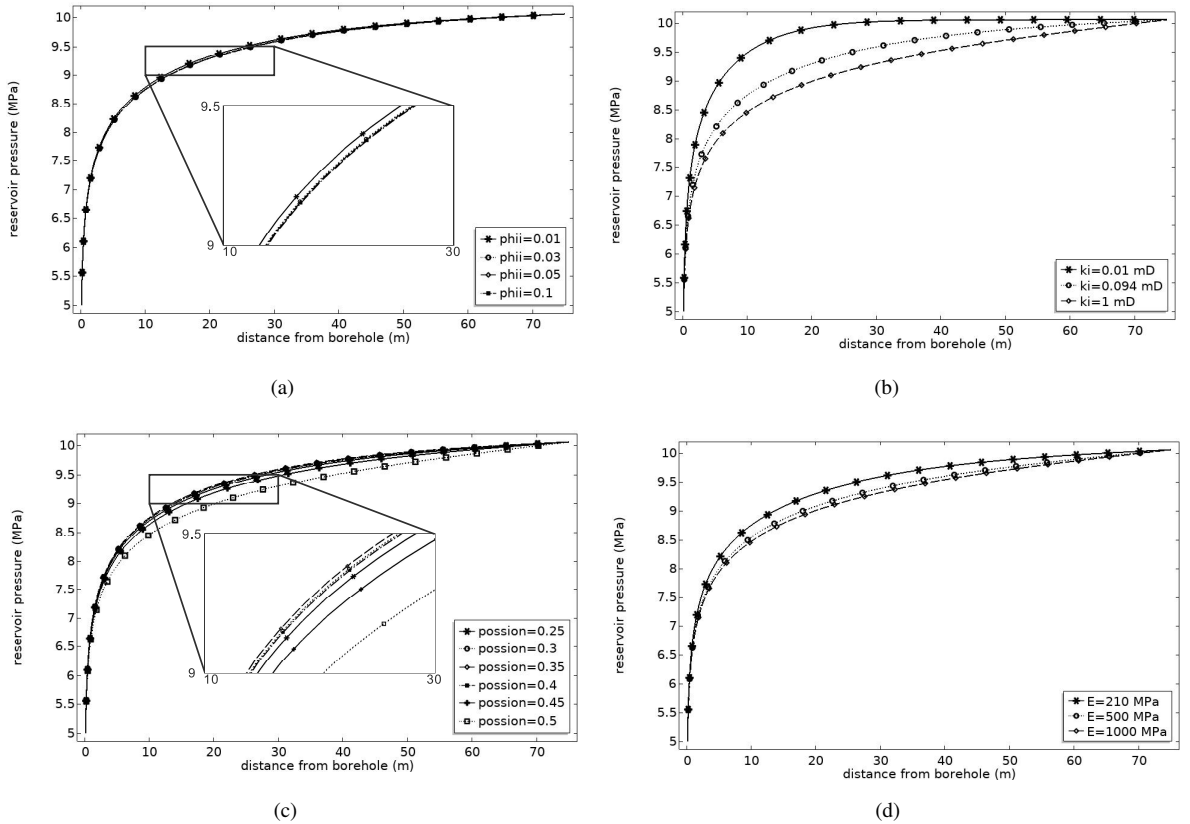 10
9.5
9
8.5
8
7.5
7
6.5
6
5.5
5
reservoir pressure (MPa)
9.5
9
10
30
phii=0.01
phii=0.03
phii=0.05
phii=0.1
0 10 20 30 40 50 60 70
distance from borehole (m)
(a)
10
9.5
9
8.5
8
7.5
7
6.5
6
5.5
5
reservoir pressure (MPa)
ki=0.01 mD
ki=0.094 mD
ki=1 mD
0 10 20 30 40 50 60 70
distance from borehole (m)
(b)
10
9.5
9
8.5
8
7.5
7
6.5
6
5.5
5
reservoir pressure (MPa)
9.5
9
10
30
possion=0.25
possion=0.3
possion=0.35
possion=0.4
possion=0.45
possion=0.5
0 10 20 30 40 50 60 70
distance from borehole (m)
(c)
10
9.5
9
8.5
8
7.5
7
6.5
6
5.5
5
reservoir pressure (MPa)
E=210 MPa
E=500 MPa
E=1000 MPa
0 10 20 30 40 50 60 70
distance from borehole (m)
(d)